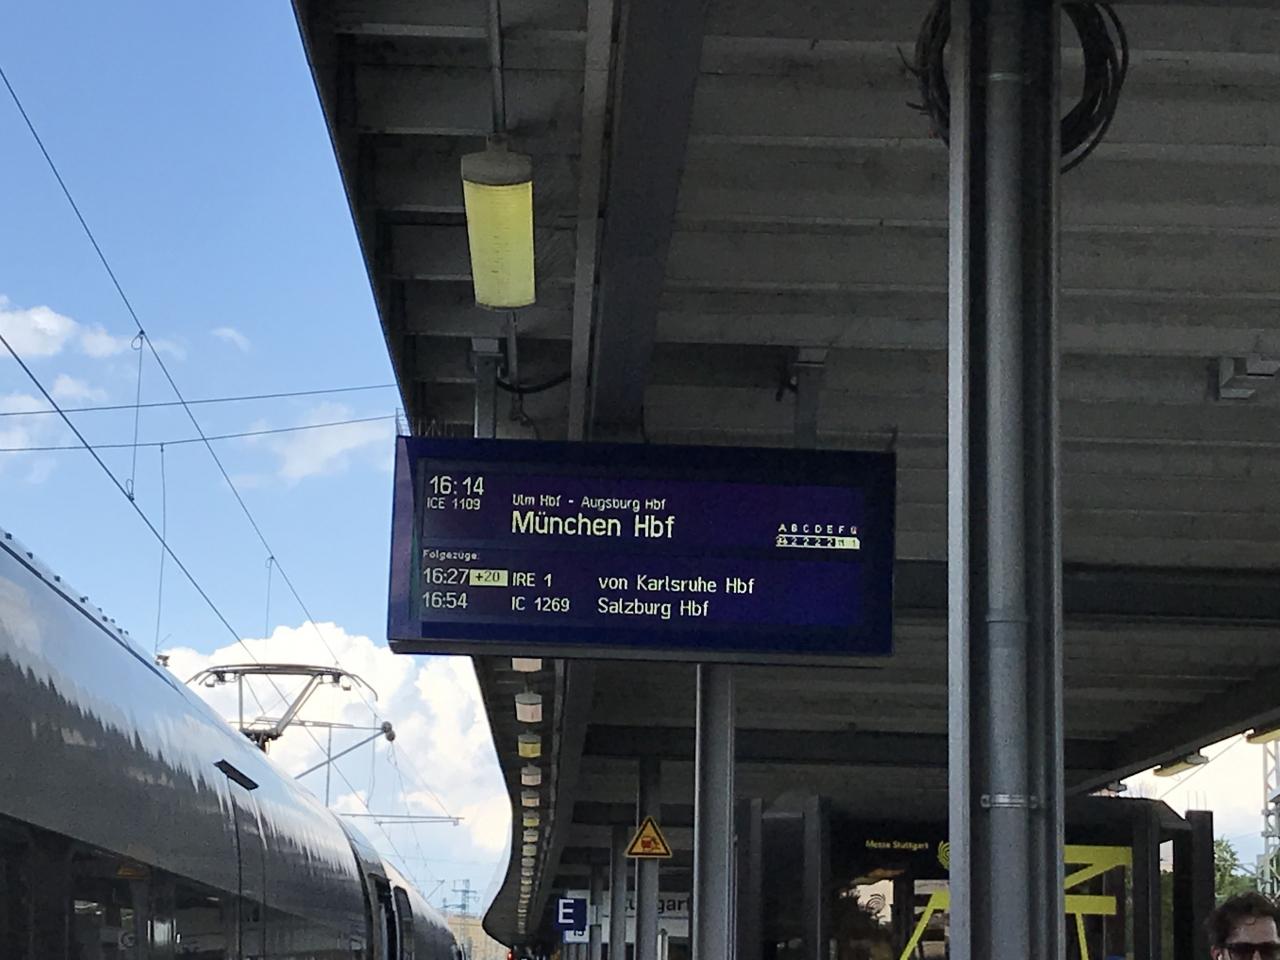 16:14
ICE 1109
Ulm Hbf - Augsburg Hbf
München Hbf
A B C D E F G
Folgezüge:
16:27 +20 IRE 1 von Karlsruhe Hbf
16:54 IC 1269 Salzburg Hbf
Messe Stuttgart
E